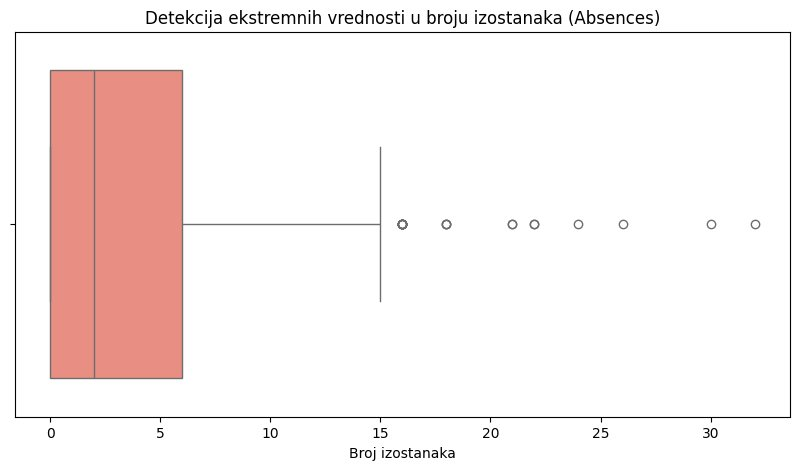 Detekcija ekstremnih vrednosti u broju izostanaka (Absences)
0 5 10 15 20 25 30
Broj izostanaka